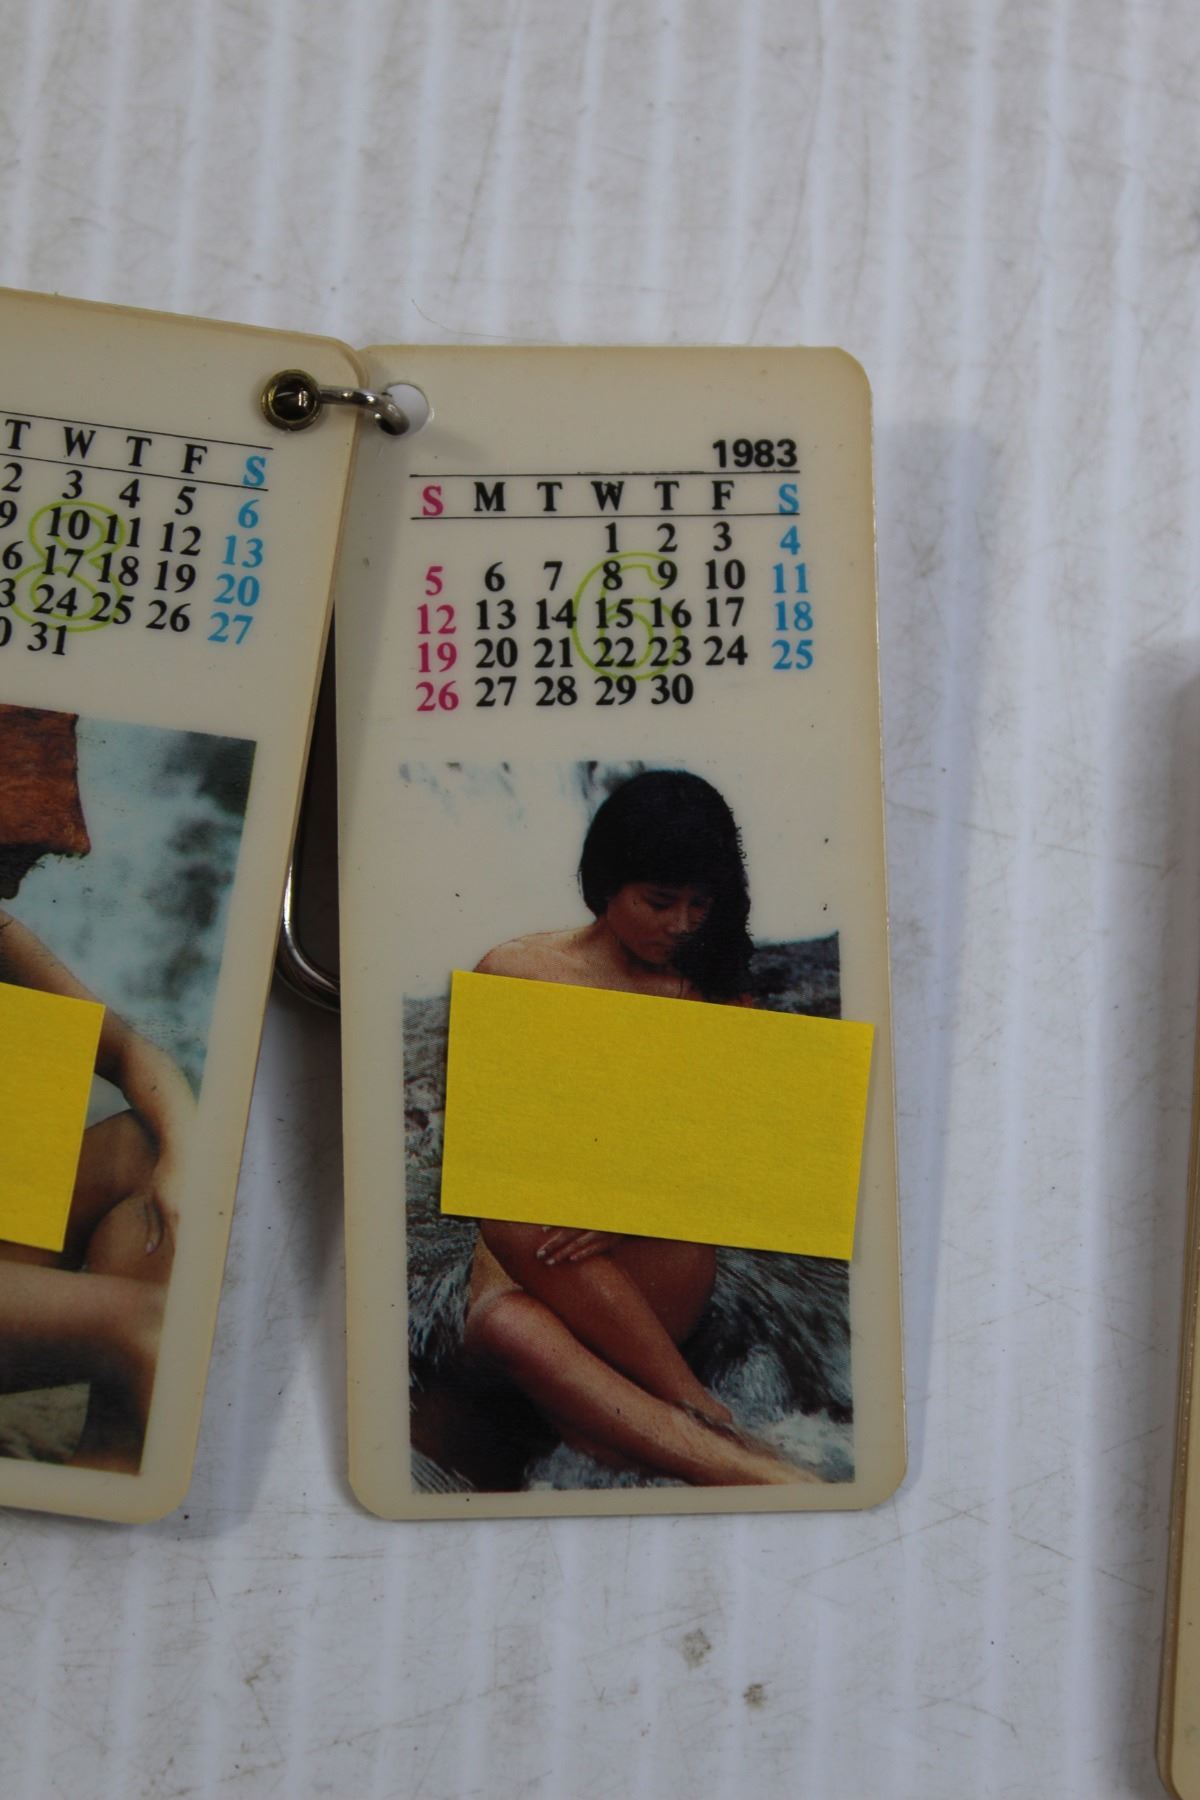 T W T F S
2 3 4 5 6
9 10 11 12 13
6 17 18 19 20
3 24 25 26 27
0 31
8
1983
S M T W T F S
1 2 3 4
5 6 7 8 9 10 11
12 13 14 15 16 17 18
19 20 21 22 23 24 25
26 27 28 29 30
6